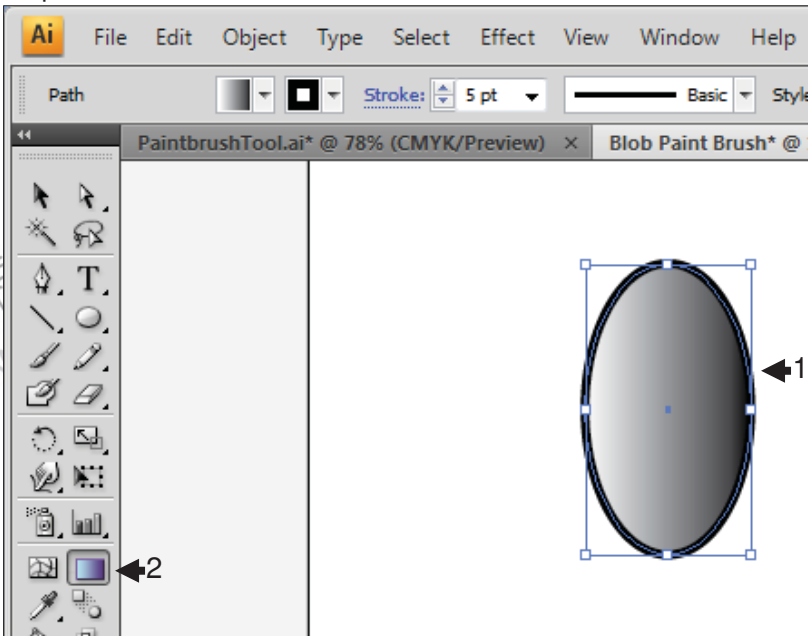 Ai File Edit Object Type Select Effect View Window Help
Path Stroke: 5 pt Basic Style
PaintbrushTool.ai* @ 78% (CMYK/Preview) × Blob Paint Brush* @
T
1
2